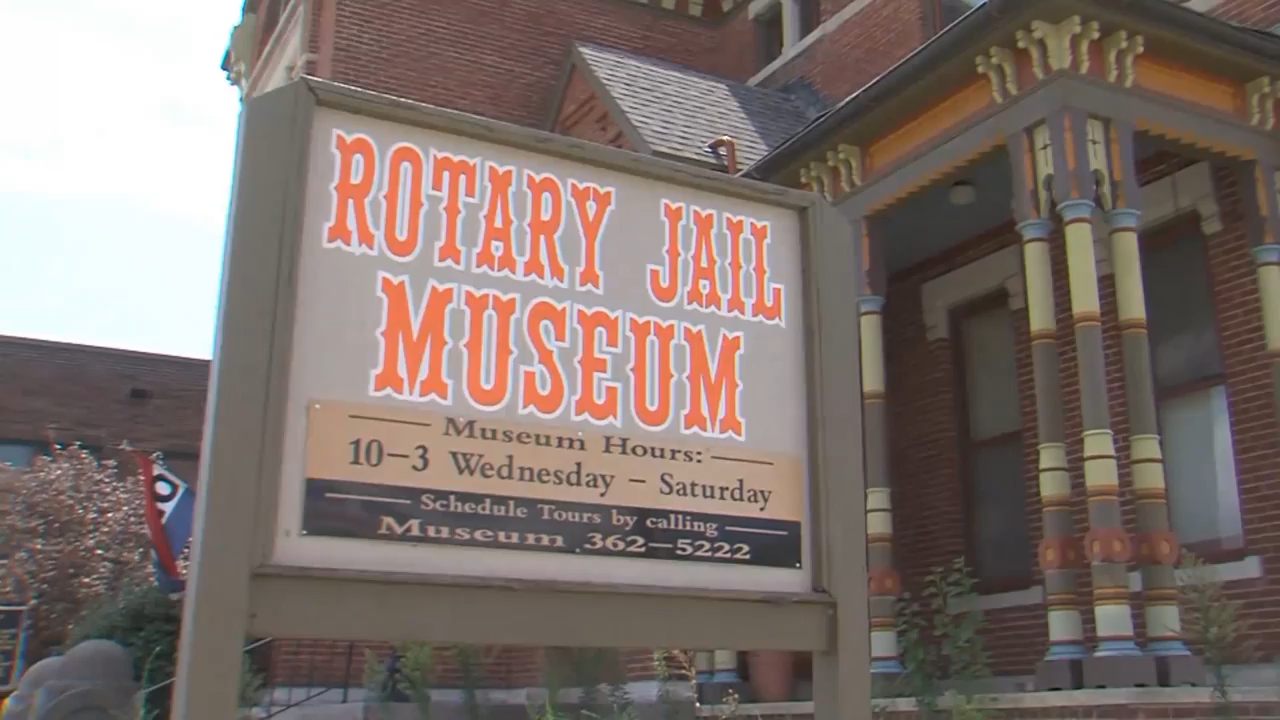 ROTARY JAIL
MUSEUM
Museum Hours:
10-3 Wednesday - Saturday
Schedule Tours by calling
Museum 362-5222